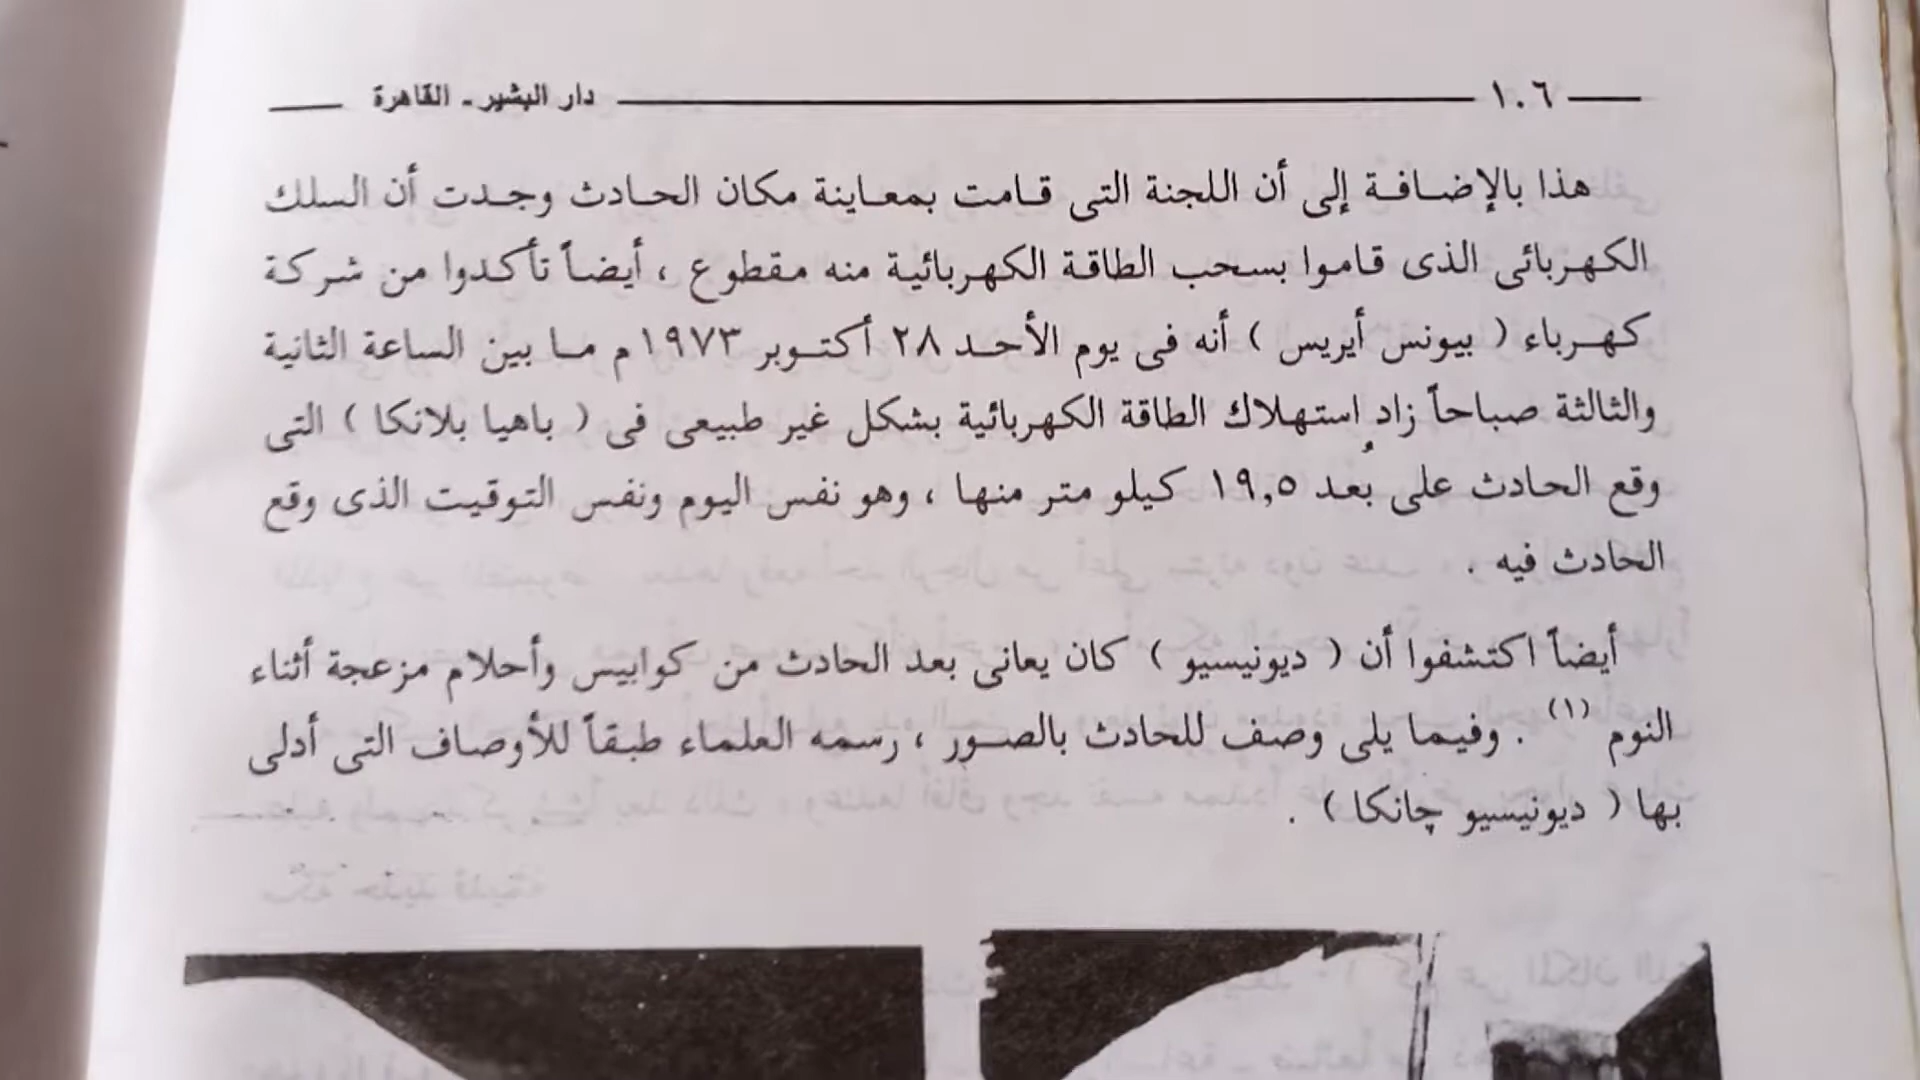 ١٠٦ دار البشير - القاهرة
هذا بالإضافة إلى أن اللجنة التى قامت بمعاينة مكان الحادث وجدت أن السلك
الكهربائى الذى قاموا بسحب الطاقة الكهربائية منه مقطوع ، أيضاً تأكدوا من شركة
كهرباء ( بيونس أيريس ) أنه فى يوم الأحد ٢٨ أكتوبر ١٩٧٣م ما بين الساعة الثانية
والثالثة صباحاً زاد استهلاك الطاقة الكهربائية بشكل غير طبيعى فى ( باهيا بلانكا ) التى
وقع الحادث على بُعد ١٩,٥ كيلو متر منها ، وهو نفس اليوم ونفس التوقيت الذى وقع
الحادث فيه .
أيضاً اكتشفوا أن ( ديونيسيو ) كان يعانى بعد الحادث من كوابيس وأحلام مزعجة أثناء
النوم (١) . وفيما يلى وصف للحادث بالصور ، رسمه العلماء طبقاً للأوصاف التى أدلى
بها ( ديونيسيو چانكا ) .